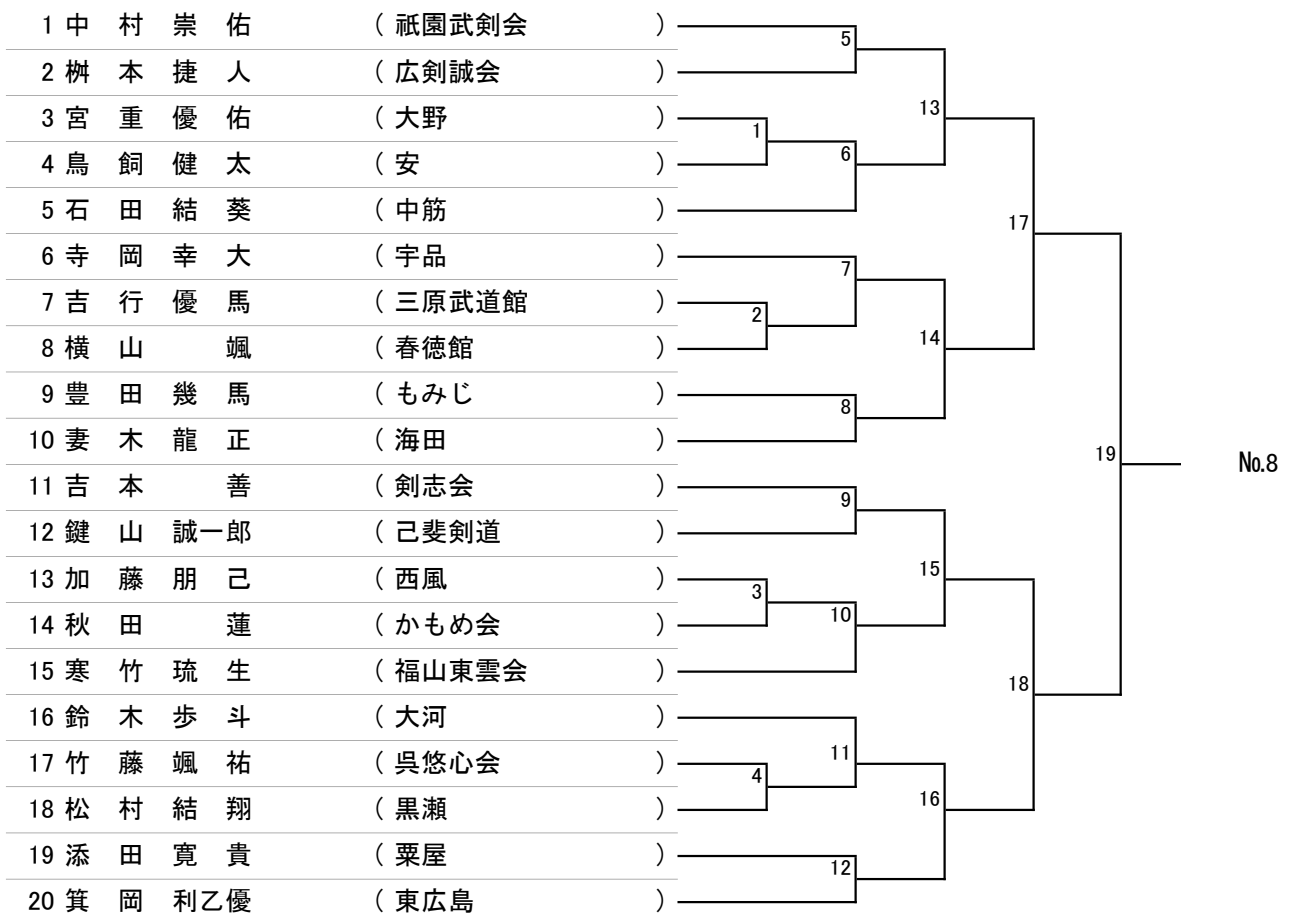 1 中 村 崇 佑 ( 祇園武剣会 )
2 桝 本 捷 人 ( 広剣誠会 )
3 宮 重 優 佑 ( 大野 )
4 鳥 飼 健 太 ( 安 )
5 石 田 結 葵 ( 中筋 )
6 寺 岡 幸 大 ( 宇品 )
7 吉 行 優 馬 ( 三原武道館 )
8 横 山 颯 ( 春徳館 )
9 豊 田 幾 馬 ( もみじ )
10 妻 木 龍 正 ( 海田 )
11 吉 本 善 ( 剣志会 )
12 鍵 山 誠一郎 ( 己斐剣道 )
13 加 藤 朋 己 ( 西風 )
14 秋 田 蓮 ( かもめ会 )
15 寒 竹 琉 生 ( 福山東雲会 )
16 鈴 木 歩 斗 ( 大河 )
17 竹 藤 颯 祐 ( 呉悠心会 )
18 松 村 結 翔 ( 黒瀬 )
19 添 田 寛 貴 ( 粟屋 )
20 箕 岡 利乙優 ( 東広島 )
1
2
3
4
5
6
7
8
9
10
11
12
13
14
15
16
17
18
19
№8